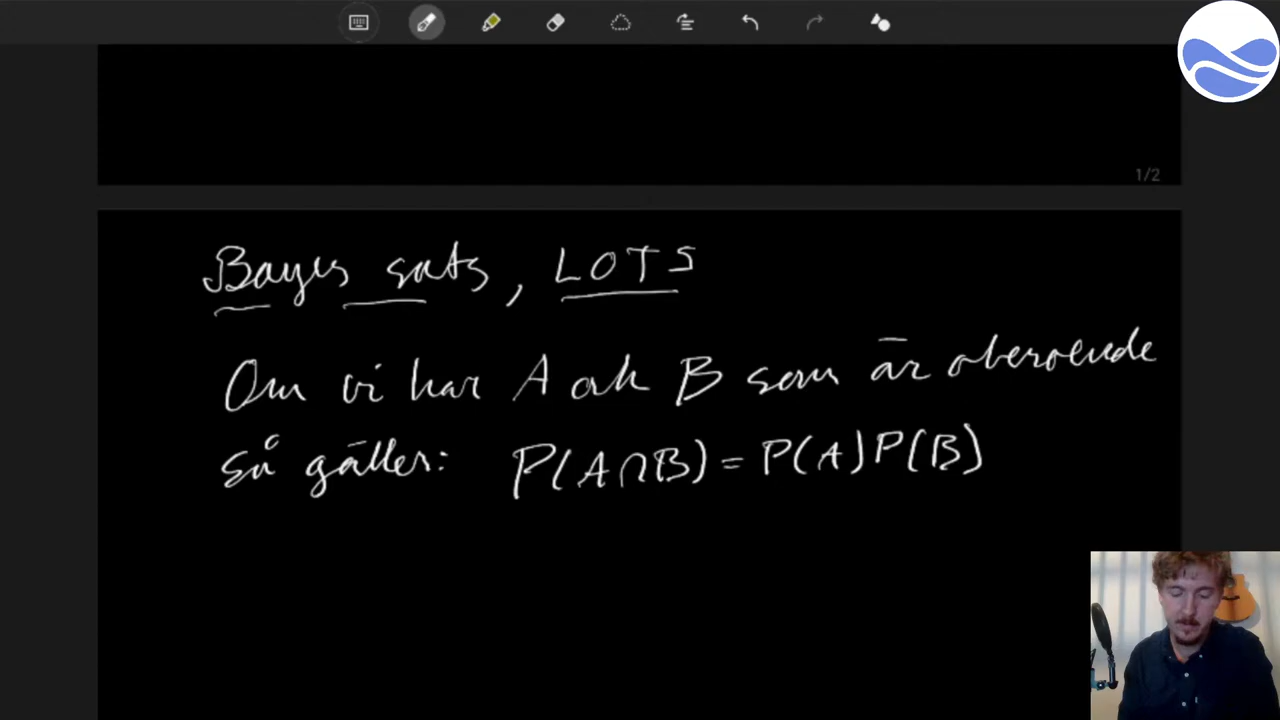 1/2
Bayes sats, LOTS
Om vi har A och B som är oberoende
så gäller: P(A∩B) = P(A)P(B)